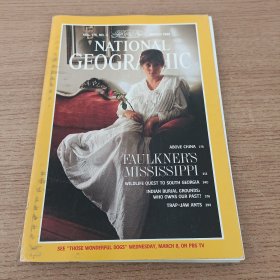 NATIONAL
GEOGRAPHIC
ABOVE CHINA
FAULKNER'S
MISSISSIPPI
WILDLIFE QUEST TO SOUTH GEORGIA
INDIAN BURIAL GROUNDS:
WHO OWNS OUR PAST?
TRAP-JAW ANTS
SEE "THOSE WONDERFUL DOGS" WEDNESDAY, MARCH 8, ON PBS TV